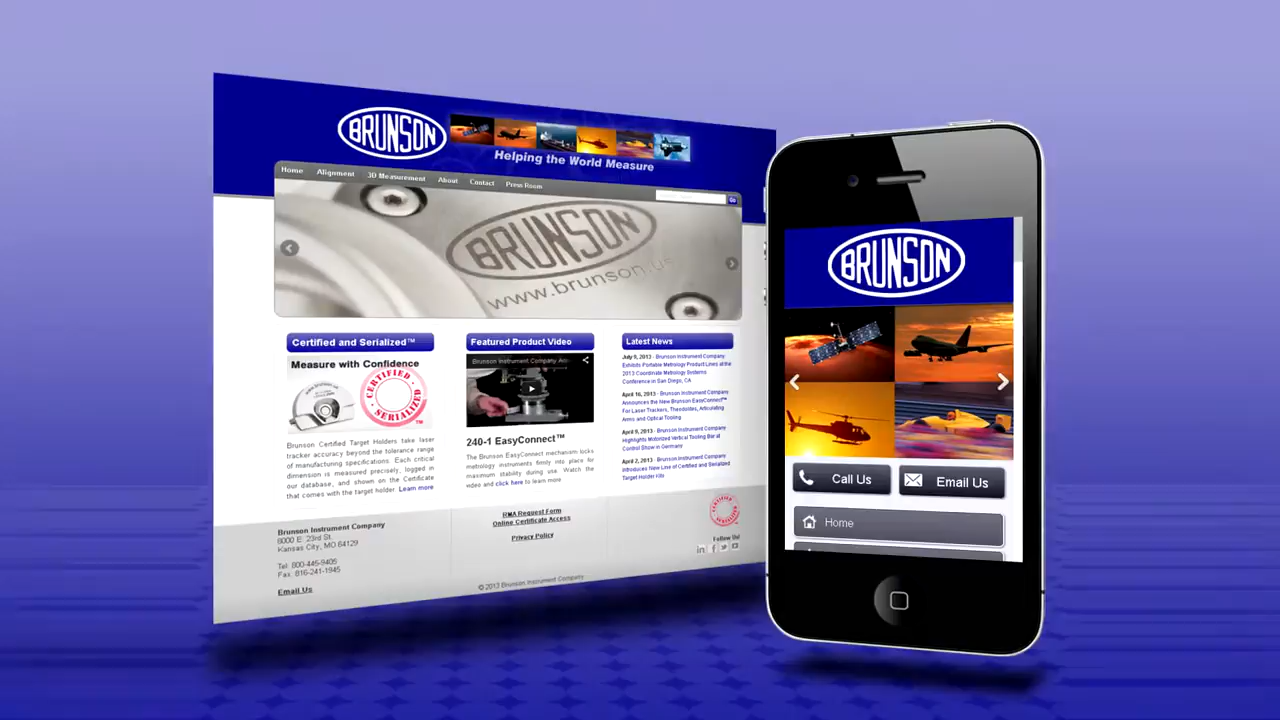 BRUNSON
Helping the World Measure
Home Alignment 3D Measurement About Contact Press Room
Go
BRUNSON
www.brunson.us
Certified and Serialized™
Measure with Confidence
CERTIFIED
SERIALIZED
TM
Brunson Certified Target Holders take laser
tracker accuracy beyond the tolerance range
of manufacturing specifications. Each critical
dimension is measured precisely, logged in
our database, and shown on the Certificate
that comes with the target holder. Learn more
Featured Product Video
Brunson Instrument Company
240-1 EasyConnect™
The Brunson EasyConnect mechanism locks
metrology instruments firmly into place for
maximum stability during use. Watch the
video and click here to learn more
Latest News
July 9, 2013 - Brunson Instrument Company
Exhibits Portable Metrology Product Lines at the
2013 Coordinate Metrology Systems
Conference in San Diego, CA
April 10, 2013 - Brunson Instrument Company
Announces the New Brunson EasyConnect™
For Laser Trackers, Theodolites, Articulating
Arms and Optical Tooling
April 9, 2013 - Brunson Instrument Company
Highlights Motorized Vertical Tooling Bar at
Control Show in Germany
April 2, 2013 - Brunson Instrument Company
Introduces New Line of Certified and Serialized
Target Holder Kits
Brunson Instrument Company
8000 E. 23rd St.
Kansas City, MO 64129
Tel: 800-445-9405
Fax: 816-241-1945
Email Us
RMA Request Form
Online Certificate Access
Privacy Policy
© 2013 Brunson Instrument Company
CERTIFIED
SERIALIZED
Follow Us!
BRUNSON
Call Us
Email Us
Home